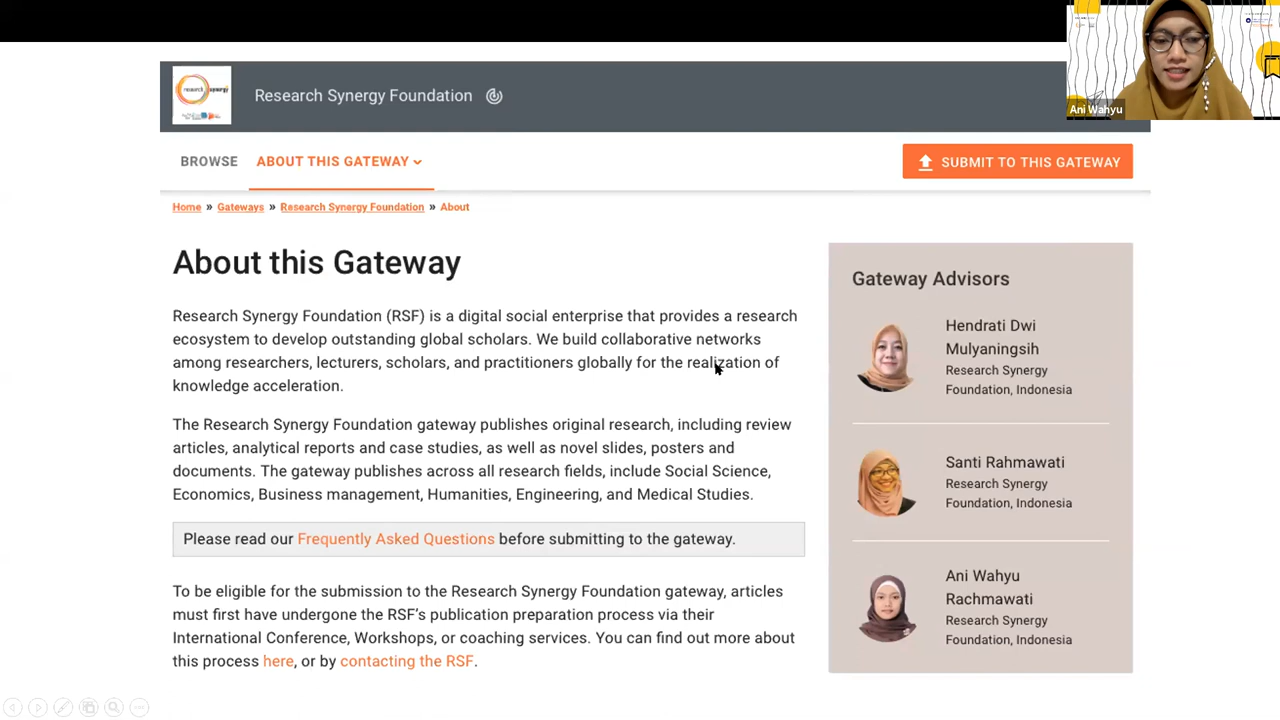 Research Synergy Foundation
Ani Wahyu
BROWSE
ABOUT THIS GATEWAY
SUBMIT TO THIS GATEWAY
Home » Gateways » Research Synergy Foundation » About
About this Gateway
Research Synergy Foundation (RSF) is a digital social enterprise that provides a research
ecosystem to develop outstanding global scholars. We build collaborative networks
among researchers, lecturers, scholars, and practitioners globally for the realization of
knowledge acceleration.
The Research Synergy Foundation gateway publishes original research, including review
articles, analytical reports and case studies, as well as novel slides, posters and
documents. The gateway publishes across all research fields, include Social Science,
Economics, Business management, Humanities, Engineering, and Medical Studies.
Please read our Frequently Asked Questions before submitting to the gateway.
To be eligible for the submission to the Research Synergy Foundation gateway, articles
must first have undergone the RSF's publication preparation process via their
International Conference, Workshops, or coaching services. You can find out more about
this process here, or by contacting the RSF.
Gateway Advisors
Hendrati Dwi
Mulyaningsih
Research Synergy
Foundation, Indonesia
Santi Rahmawati
Research Synergy
Foundation, Indonesia
Ani Wahyu
Rachmawati
Research Synergy
Foundation, Indonesia